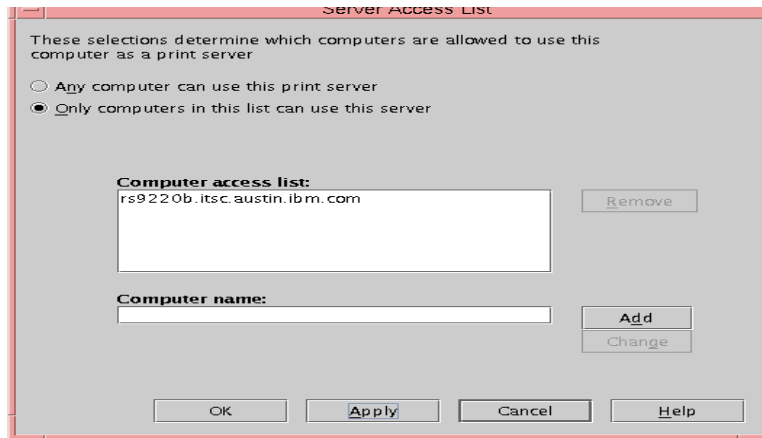 Server Access List
These selections determine which computers are allowed to use this
computer as a print server
Any computer can use this print server
Only computers in this list can use this server
Computer access list:
rs9220b.itsc.austin.ibm.com
Remove
Computer name:
Add
Change
OK
Apply
Cancel
Help